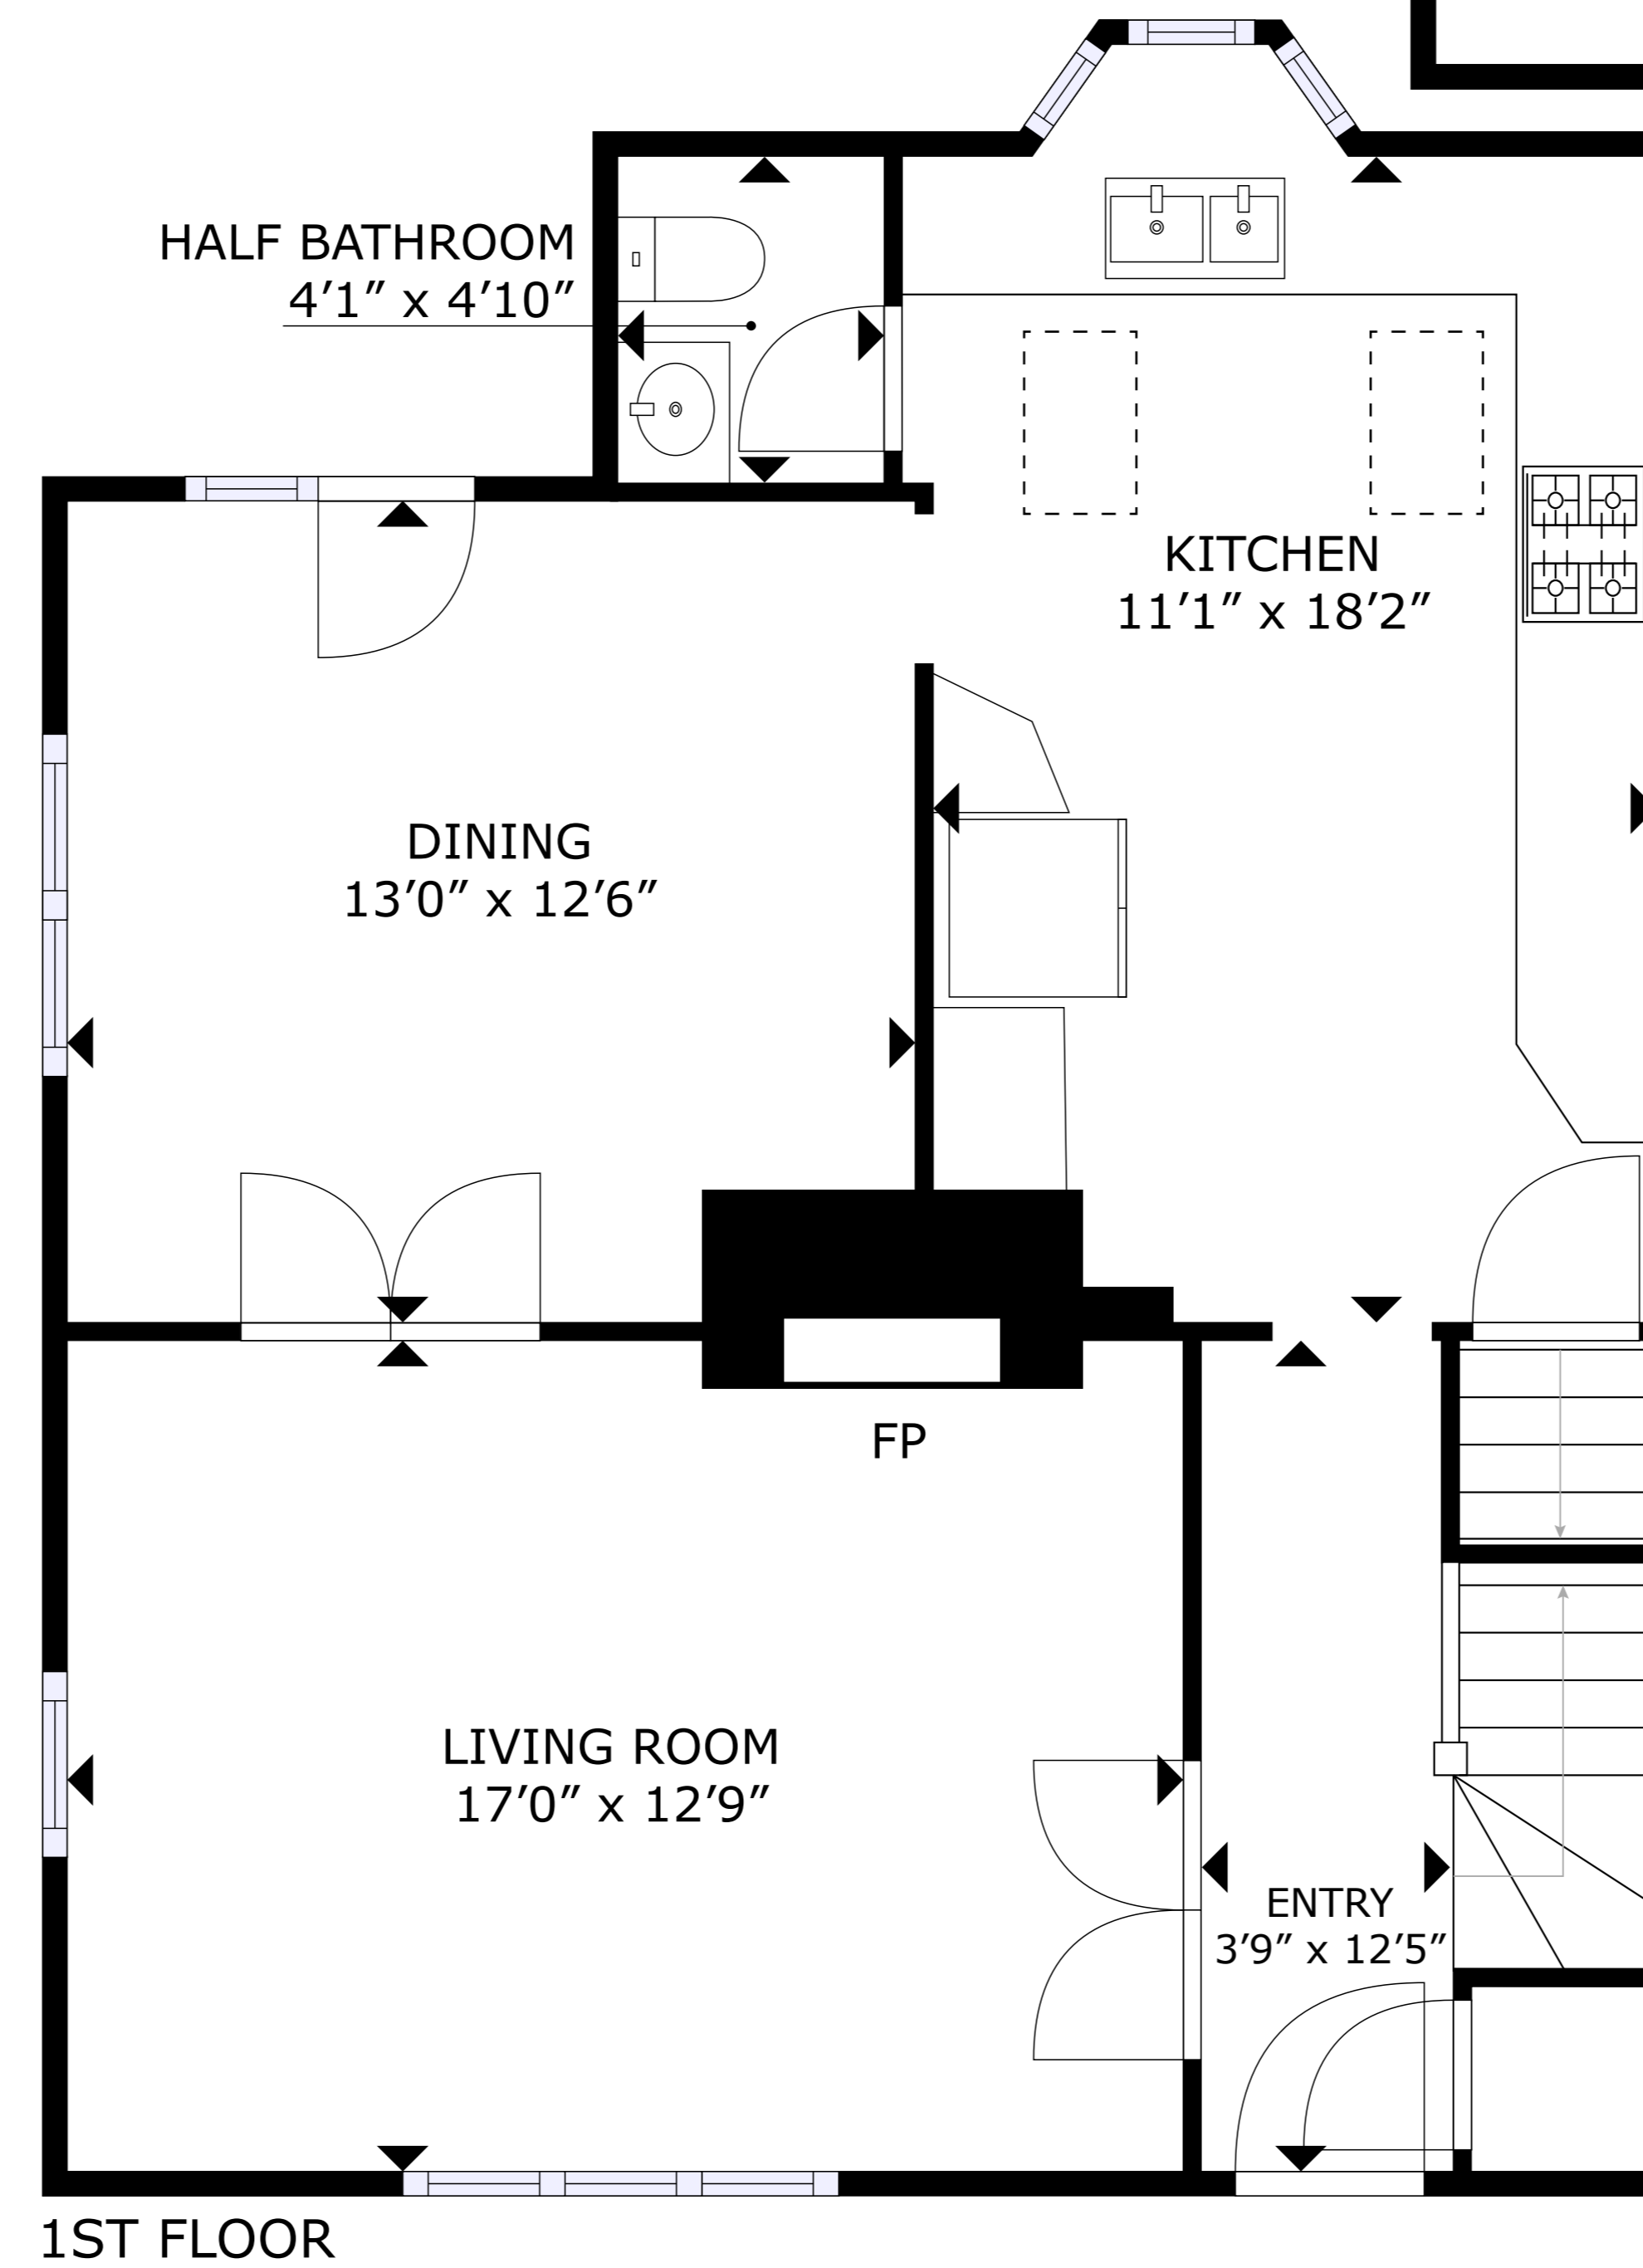 HALF BATHROOM
4′1″ x 4′10″
KITCHEN
11′1″ x 18′2″
DINING
13′0″ x 12′6″
FP
LIVING ROOM
17′0″ x 12′9″
ENTRY
3′9″ x 12′5″
1ST FLOOR